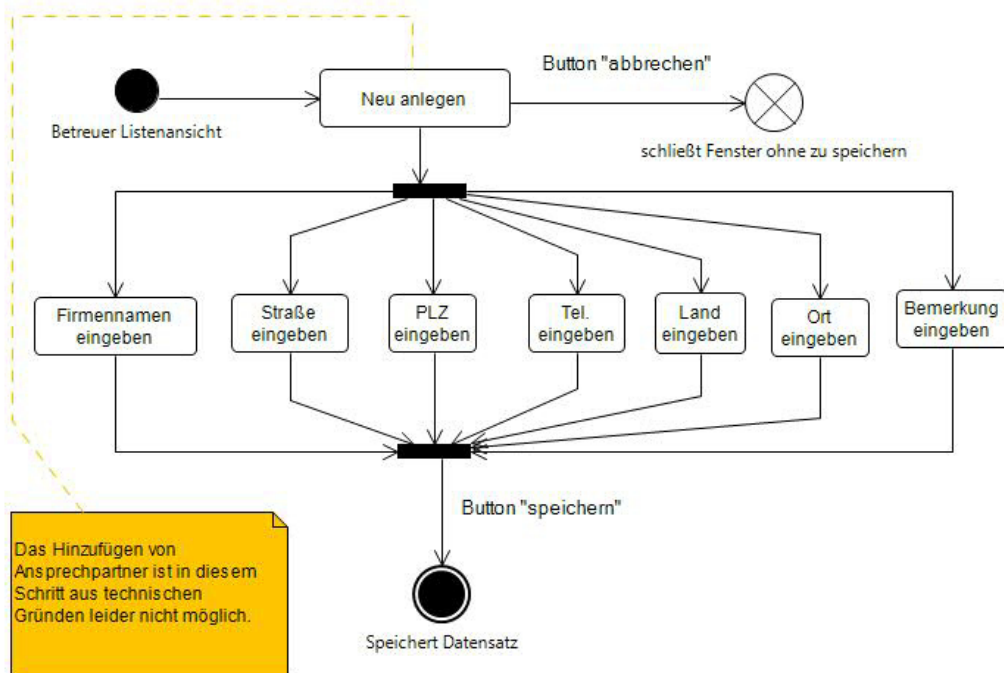 Button "abbrechen"
Neu anlegen
Betreuer Listenansicht
schließt Fenster ohne zu speichern
Firmennamen
eingeben
Straße
eingeben
PLZ
eingeben
Tel.
eingeben
Land
eingeben
Ort
eingeben
Bemerkung
eingeben
Button "speichern"
Das Hinzufügen von
Ansprechpartner ist in diesem
Schritt aus technischen
Gründen leider nicht möglich.
Speichert Datensatz